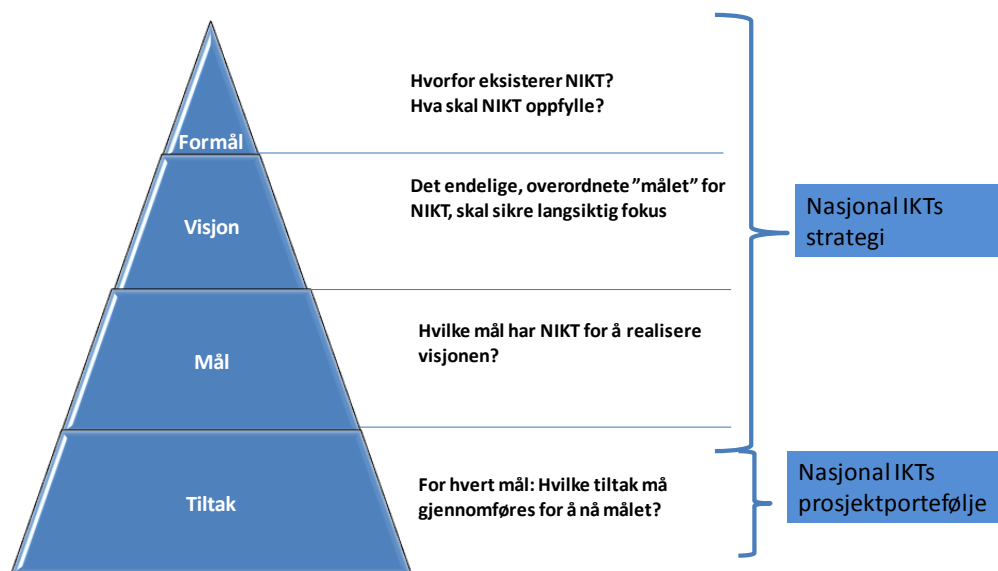 Hvorfor eksisterer NIKT?
Hva skal NIKT oppfylle?
Formål
Det endelige, overordnete ”målet” for
NIKT, skal sikre langsiktig fokus
Visjon
Nasjonal IKTs
strategi
Hvilke mål har NIKT for å realisere
visjonen?
Mål
For hvert mål: Hvilke tiltak må
gjennomføres for å nå målet?
Tiltak
Nasjonal IKTs
prosjektportefølje